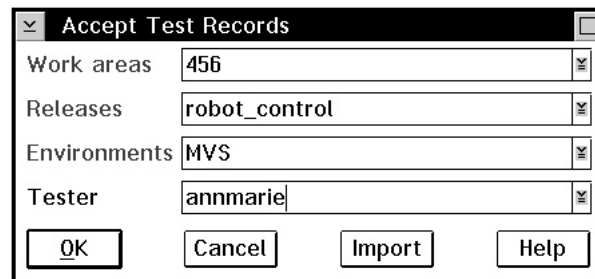 Accept Test Records
Work areas 456
Releases robot_control
Environments MVS
Tester annmarie
OK Cancel Import Help